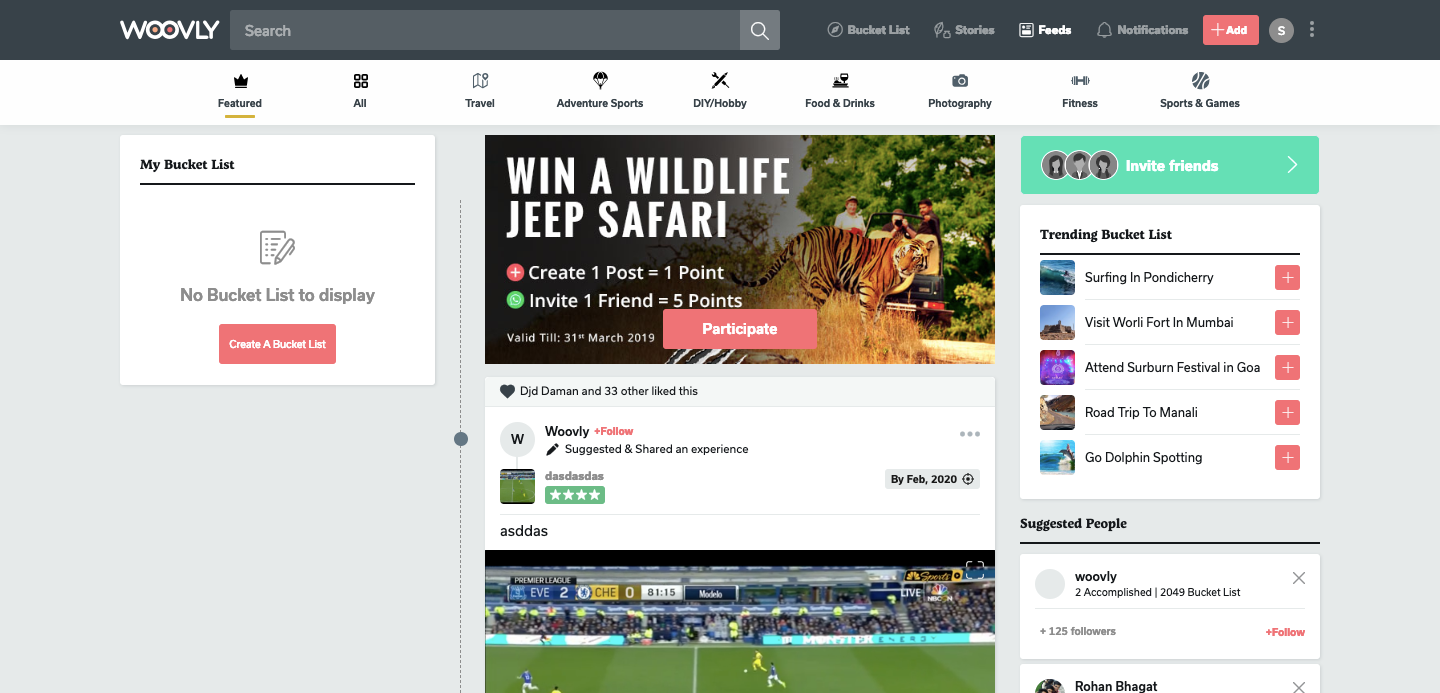 WOOVLY
Search
Bucket List
Stories
Feeds
Notifications
Add
S
Featured
All
Travel
Adventure Sports
DIY/Hobby
Food & Drinks
Photography
Fitness
Sports & Games
My Bucket List
No Bucket List to display
Create A Bucket List
WIN A WILDLIFE
JEEP SAFARI
Create 1 Post = 1 Point
Invite 1 Friend = 5 Points
Valid Till: 31st March 2019
Participate
Djd Daman and 33 other liked this
W
Woovly +Follow
Suggested & Shared an experience
dasdasdas
By Feb, 2020
asddas
PREMIER LEAGUE
EVE 2 CHE 0 81:15 Modelo
Sports
LIVE
NBCSN
Invite friends
Trending Bucket List
Surfing In Pondicherry
Visit Worli Fort In Mumbai
Attend Surburn Festival in Goa
Road Trip To Manali
Go Dolphin Spotting
Suggested People
woovly
2 Accomplished | 2049 Bucket List
+ 125 followers
+Follow
Rohan Bhagat